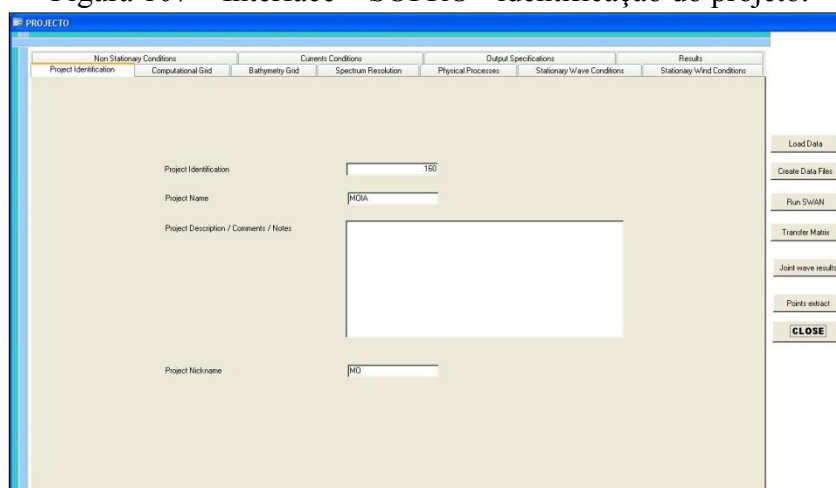 Figura 107 – Interface – SOPRO - identificação do projeto.
PROJECTO
Non Stationary Conditions Currents Conditions Output Specifications Results
Project Identification Computational Grid Bathymetry Grid Spectrum Resolution Physical Processes Stationary Wave Conditions Stationary Wind Conditions
Load Data
Project Identification 160
Create Data Files
Project Name MOIA
Run SWAN
Project Description / Comments / Notes
Transfer Matrix
Joint wave results
Points extract
CLOSE
Project Nickname MO